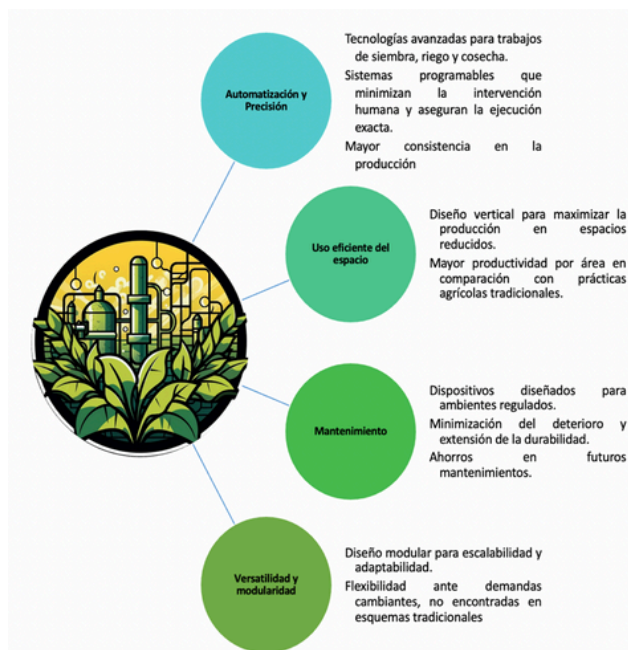 Automatización y
Precisión
Tecnologías avanzadas para trabajos
de siembra, riego y cosecha.
Sistemas programables que
minimizan la intervención
humana y aseguran la ejecución
exacta.
Mayor consistencia en la
producción
Uso eficiente del
espacio
Diseño vertical para maximizar la
producción en espacios
reducidos.
Mayor productividad por área en
comparación con prácticas
agrícolas tradicionales.
Mantenimiento
Dispositivos diseñados para
ambientes regulados.
Minimización del deterioro y
extensión de la durabilidad.
Ahorros en futuros
mantenimientos.
Versatilidad y
modularidad
Diseño modular para escalabilidad y
adaptabilidad.
Flexibilidad ante demandas
cambiantes, no encontradas en
esquemas tradicionales